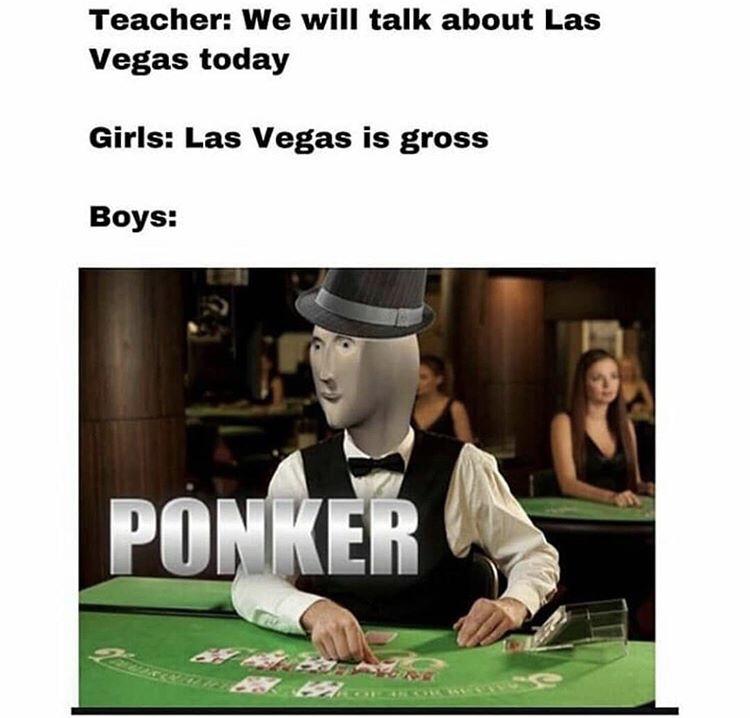 Teacher: We will talk about Las
Vegas today
Girls: Las Vegas is gross
Boys:
PONKER